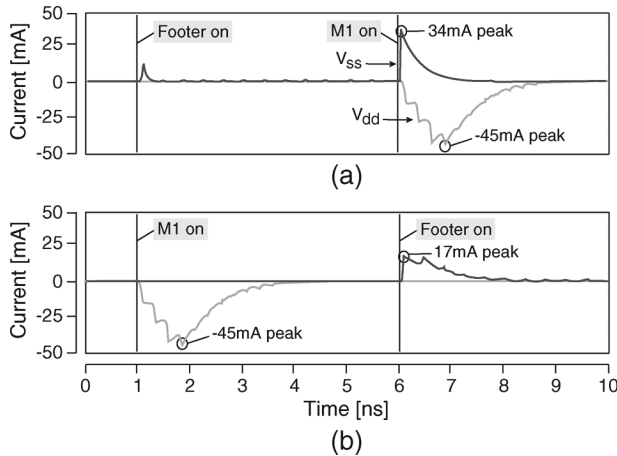 Current [mA]
50
25
0
-25
-50
Footer on
M1 on
34mA peak
Vss
Vdd
-45mA peak
(a)
Current [mA]
50
25
0
-25
-50
M1 on
Footer on
17mA peak
-45mA peak
0 1 2 3 4 5 6 7 8 9 10
Time [ns]
(b)